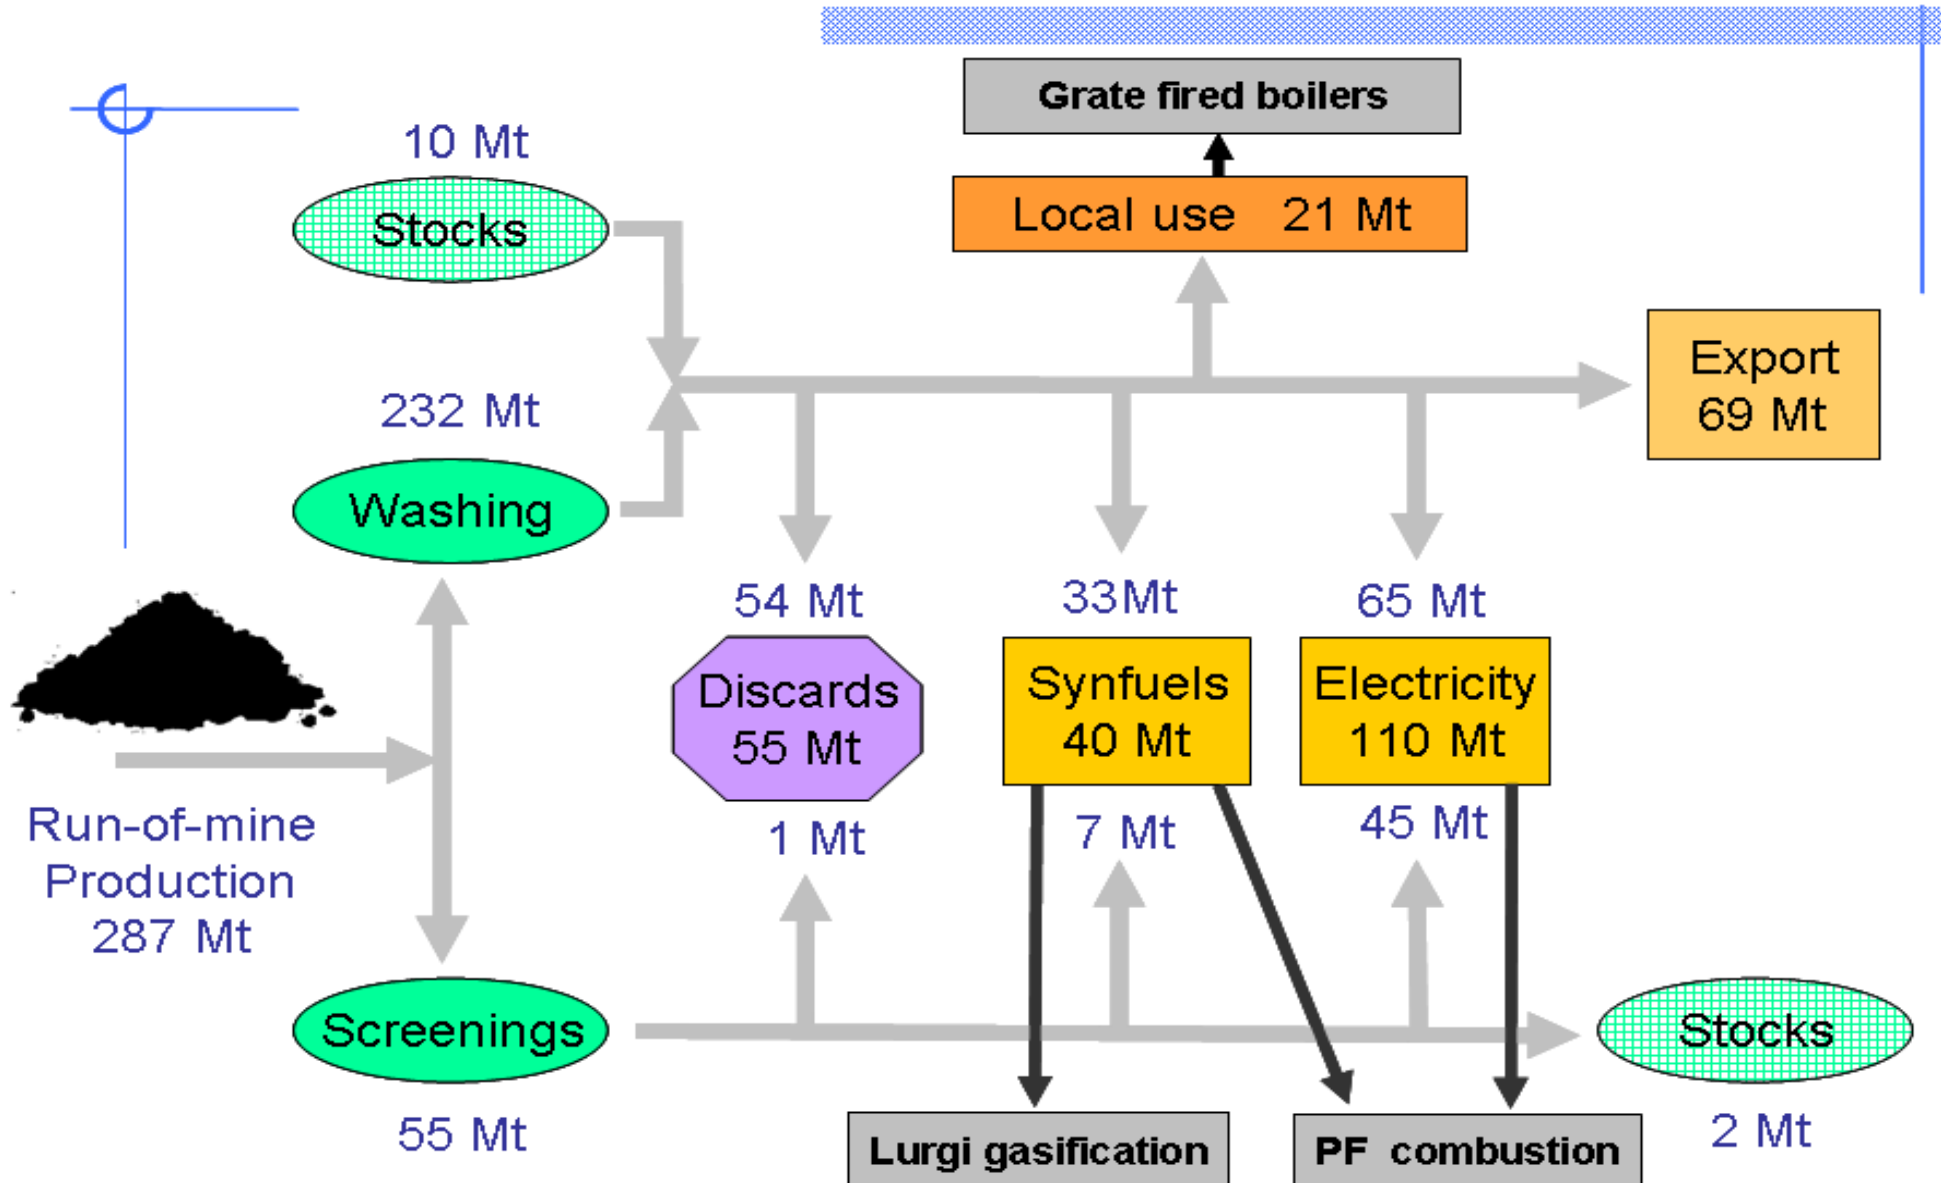 Grate fired boilers
10 Mt
Stocks
Local use 21 Mt
Export
69 Mt
232 Mt
Washing
54 Mt
33Mt
65 Mt
Discards
55 Mt
Synfuels
40 Mt
Electricity
110 Mt
1 Mt
7 Mt
45 Mt
Run-of-mine
Production
287 Mt
Screenings
55 Mt
Stocks
2 Mt
Lurgi gasification
PF combustion